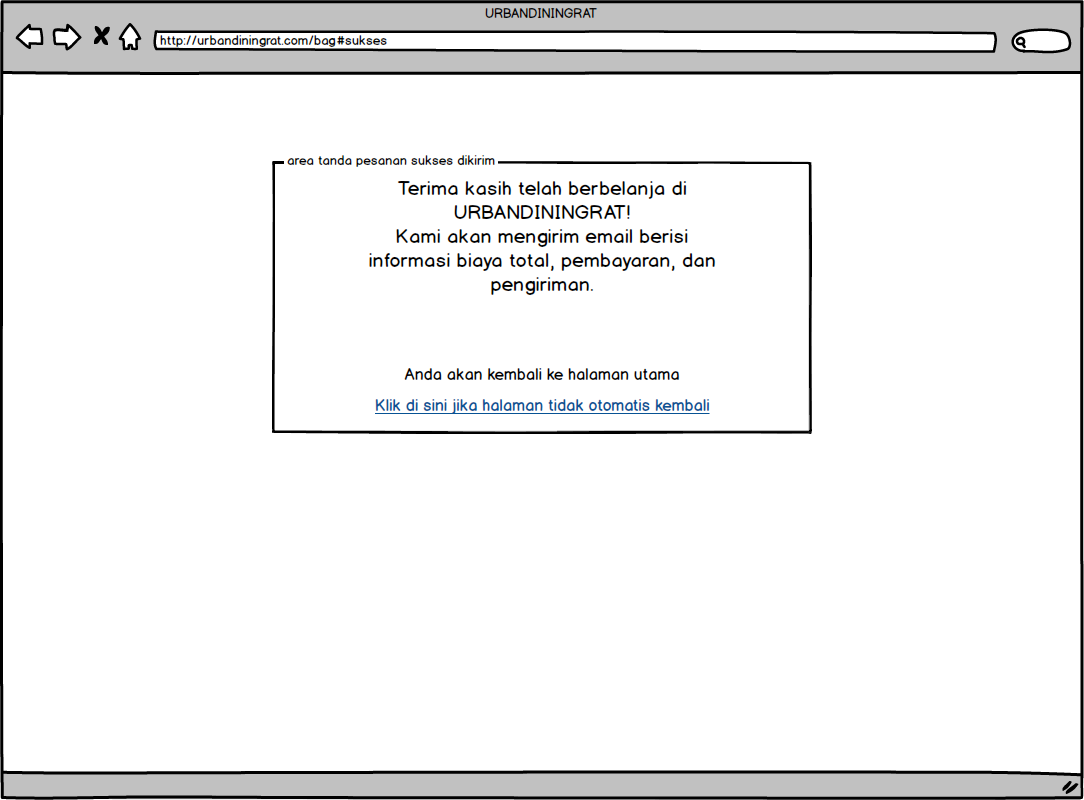 URBANDININGRAT
http://urbandiningrat.com/bag#sukses
area tanda pesanan sukses dikirim
Terima kasih telah berbelanja di
URBANDININGRAT!
Kami akan mengirim email berisi
informasi biaya total, pembayaran, dan
pengiriman.
Anda akan kembali ke halaman utama
Klik di sini jika halaman tidak otomatis kembali